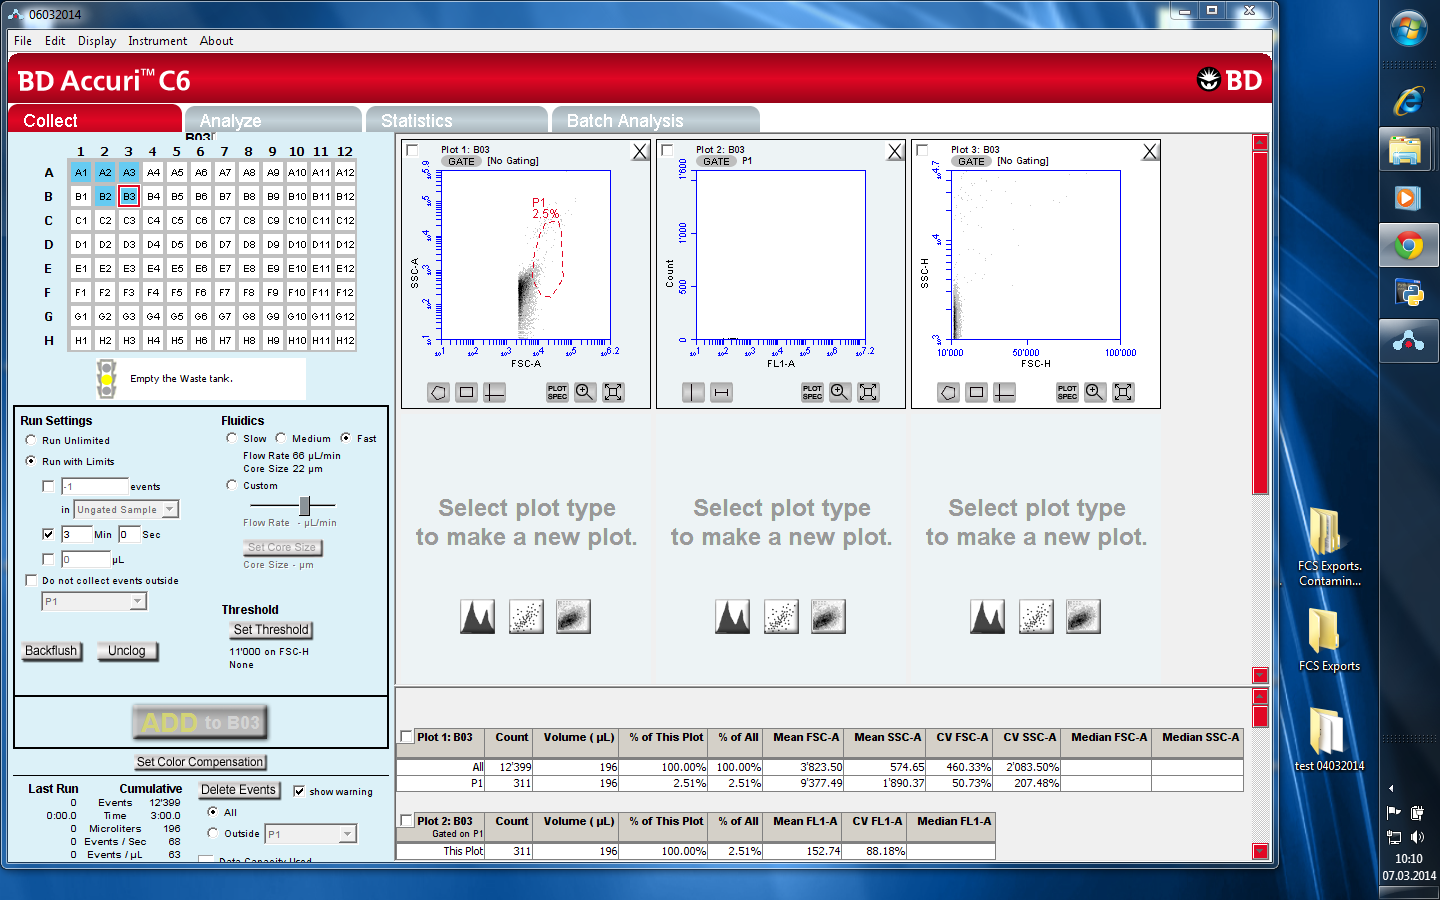 06032014
File Edit Display Instrument About
BD Accuri™ C6
BD
Collect Analyze Statistics Batch Analysis
1 2 3 4 5 6 7 8 9 10 11 12
A A1 A2 A3 A4 A5 A6 A7 A8 A9 A10 A11 A12
B B1 B2 B3 B4 B5 B6 B7 B8 B9 B10 B11 B12
C C1 C2 C3 C4 C5 C6 C7 C8 C9 C10 C11 C12
D D1 D2 D3 D4 D5 D6 D7 D8 D9 D10 D11 D12
E E1 E2 E3 E4 E5 E6 E7 E8 E9 E10 E11 E12
F F1 F2 F3 F4 F5 F6 F7 F8 F9 F10 F11 F12
G G1 G2 G3 G4 G5 G6 G7 G8 G9 G10 G11 G12
H H1 H2 H3 H4 H5 H6 H7 H8 H9 H10 H11 H12
Empty the Waste tank.
Run Settings
Run Unlimited
Run with Limits
-1 events
in Ungated Sample
3 Min 0 Sec
0 µL
Do not collect events outside
P1
Backflush Unclog
Fluidics
Slow Medium Fast
Flow Rate 66 µL/min
Core Size 22 µm
Custom
Flow Rate - µL/min
Set Core Size
Core Size - µm
Threshold
Set Threshold
11'000 on FSC-H
None
ADD to B03
Set Color Compensation
Last Run Cumulative
0 Events 12'399
0:00.0 Time 3:00.0
0 Microliters 196
0 Events / Sec 68
0 Events / µL 63
Delete Events show warning
All
Outside P1
Plot 1: B03
GATE [No Gating]
P1
2.5%
SSC-A
FSC-A
PLOT SPEC
Plot 2: B03
GATE P1
1'600
1'000
500
0
Count
FL1-A
PLOT SPEC
Plot 3: B03
GATE [No Gating]
SSC-H
10'000 50'000 100'000
FSC-H
PLOT SPEC
Select plot type
to make a new plot.
Select plot type
to make a new plot.
Select plot type
to make a new plot.
Plot 1: B03 Count Volume ( µL) % of This Plot % of All Mean FSC-A Mean SSC-A CV FSC-A CV SSC-A Median FSC-A Median SSC-A
All 12'399 196 100.00% 100.00% 3'823.50 574.65 460.33% 2'083.50%
P1 311 196 2.51% 2.51% 9'377.49 1'890.37 50.73% 207.48%
Plot 2: B03 Count Volume ( µL) % of This Plot % of All Mean FL1-A CV FL1-A Median FL1-A
Gated on P1
This Plot 311 196 100.00% 2.51% 152.74 88.18%
FCS Exports.
Contamin...
FCS Exports
test 04032014
10:10
07.03.2014